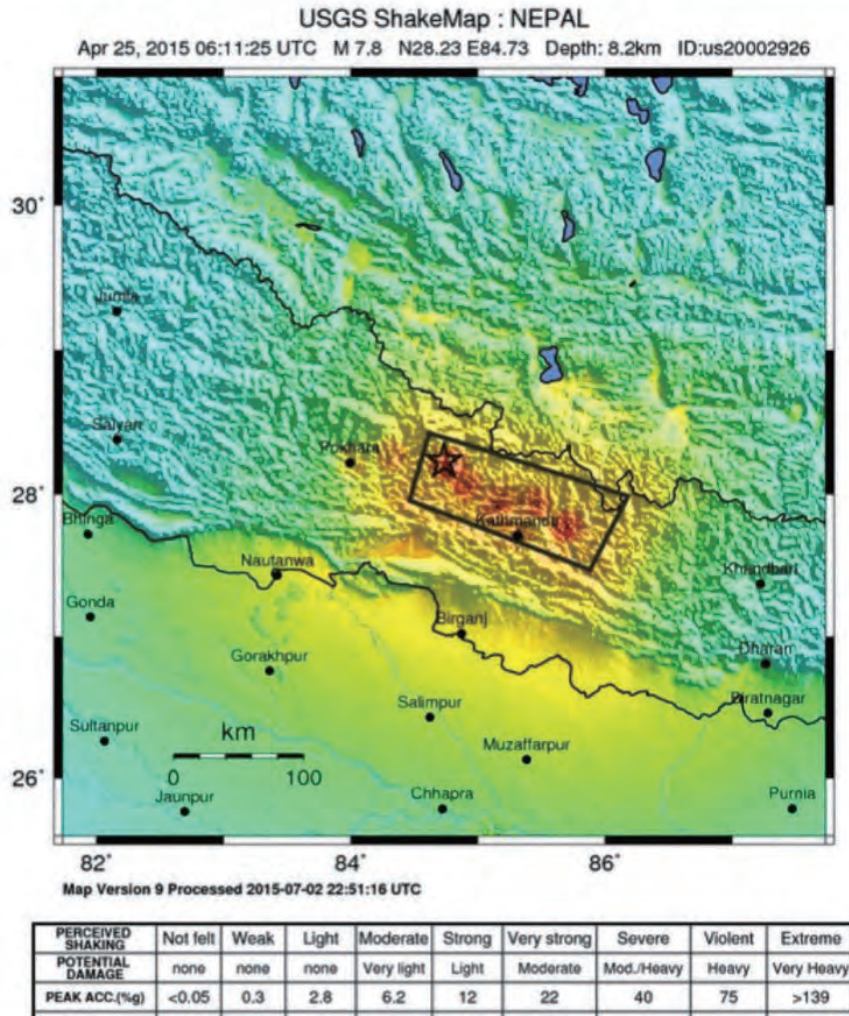 USGS ShakeMap : NEPAL
Apr 25, 2015 06:11:25 UTC M 7.8 N28.23 E84.73 Depth: 8.2km ID:us20002926
30°
Jumla
Salyan
Pokhara
28°
Kathmandu
Bhinga
Nautanwa
Khandbari
Gonda
Birganj
Gorakhpur
Dharan
Salimpur
Biratnagar
Sultanpur
km
Muzaffarpur
0 100
26°
Jaunpur
Chhapra
Purnia
82° 84° 86°
Map Version 9 Processed 2015-07-02 22:51:16 UTC
PERCEIVED SHAKING Not felt Weak Light Moderate Strong Very strong Severe Violent Extreme
POTENTIAL DAMAGE none none none Very light Light Moderate Mod./Heavy Heavy Very Heavy
PEAK ACC.(%g) <0.05 0.3 2.8 6.2 12 22 40 75 >139